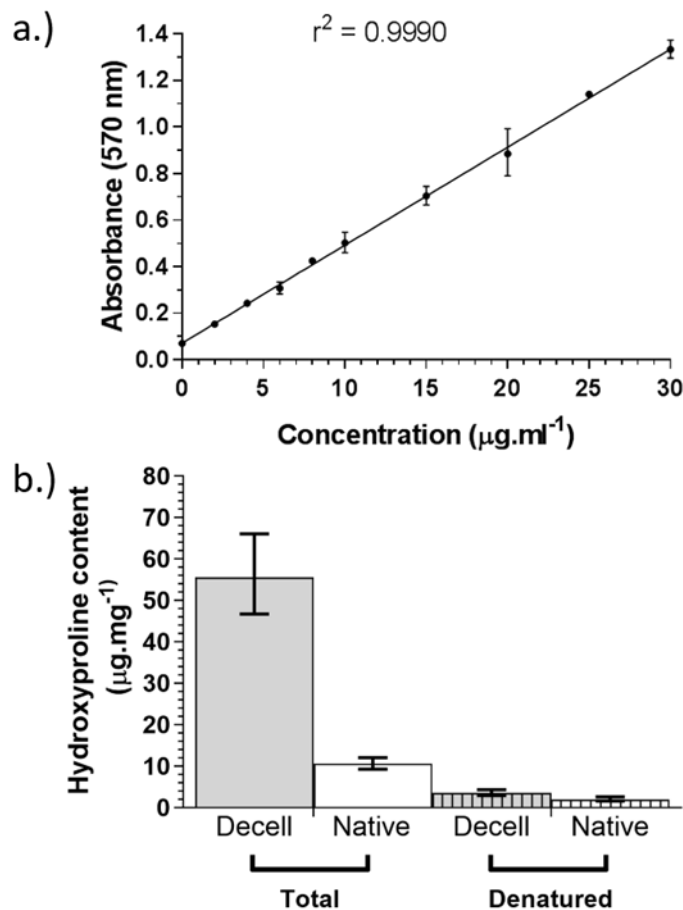 a.)
r² = 0.9990
Absorbance (570 nm)
1.4
1.2
1.0
0.8
0.6
0.4
0.2
0.0
0 5 10 15 20 25 30
Concentration (µg.ml⁻¹)
b.)
Hydroxyproline content
(µg.mg⁻¹)
80
70
60
50
40
30
20
10
0
Decell Native Decell Native
Total Denatured